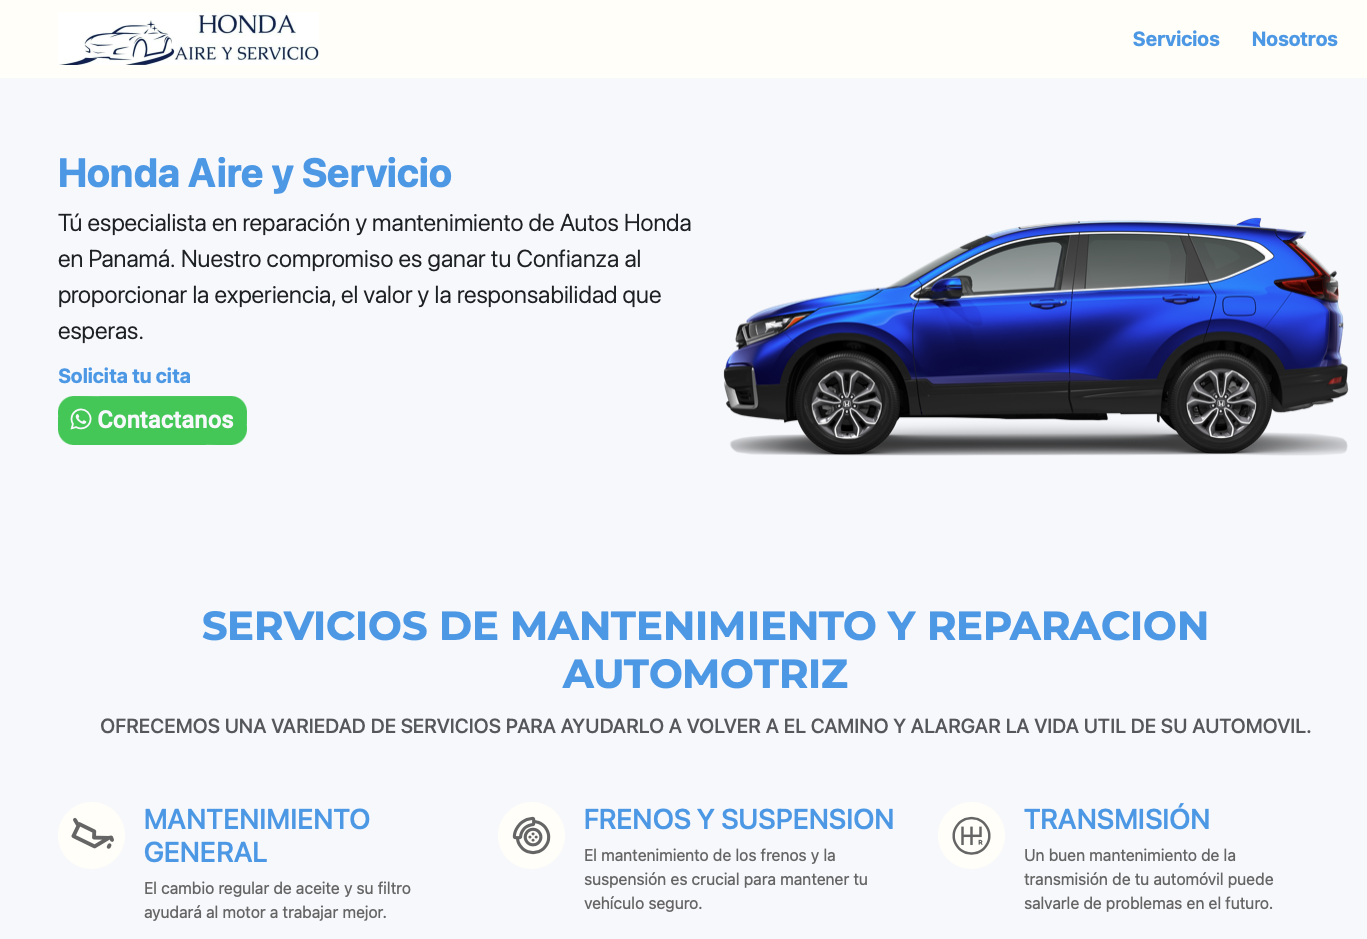 HONDA
AIRE Y SERVICIO
Servicios Nosotros
Honda Aire y Servicio
Tú especialista en reparación y mantenimiento de Autos Honda
en Panamá. Nuestro compromiso es ganar tu Confianza al
proporcionar la experiencia, el valor y la responsabilidad que
esperas.
Solicita tu cita
Contactanos
SERVICIOS DE MANTENIMIENTO Y REPARACION
AUTOMOTRIZ
OFRECEMOS UNA VARIEDAD DE SERVICIOS PARA AYUDARLO A VOLVER A EL CAMINO Y ALARGAR LA VIDA UTIL DE SU AUTOMOVIL.
MANTENIMIENTO
GENERAL
El cambio regular de aceite y su filtro
ayudará al motor a trabajar mejor.
FRENOS Y SUSPENSION
El mantenimiento de los frenos y la
suspensión es crucial para mantener tu
vehículo seguro.
R
TRANSMISIÓN
Un buen mantenimiento de la
transmisión de tu automóvil puede
salvarle de problemas en el futuro.